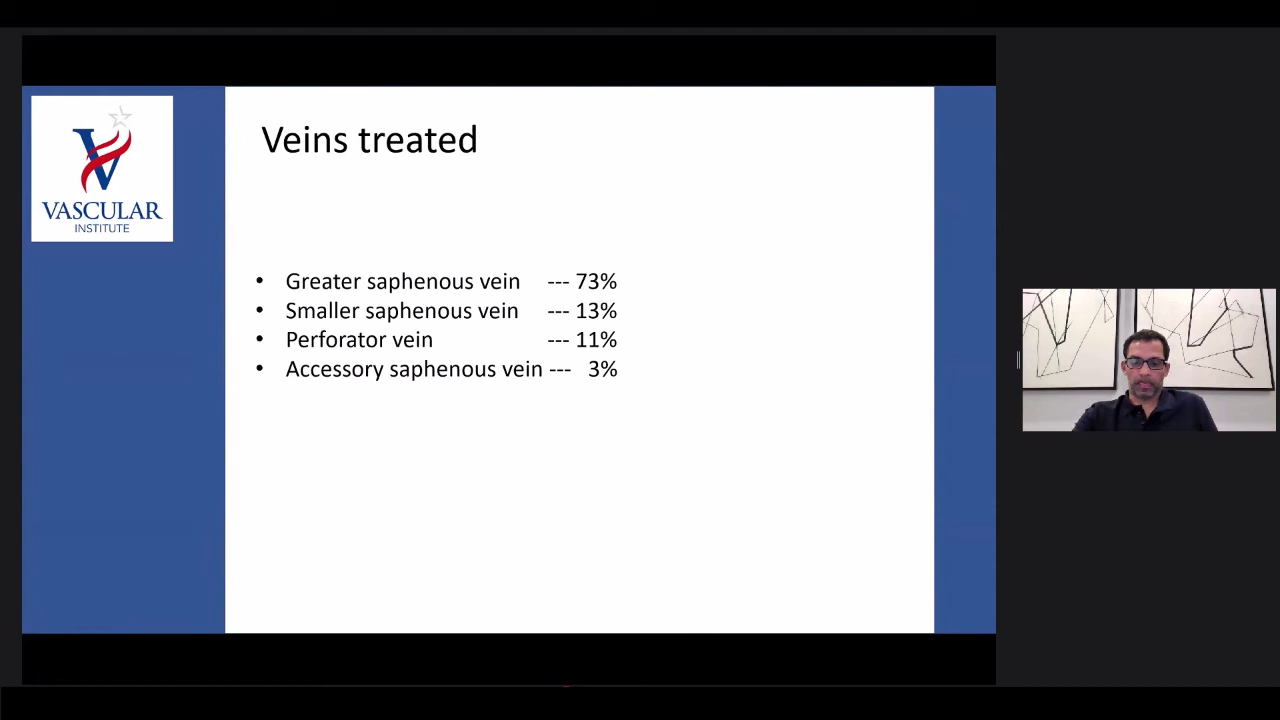 VASCULAR
INSTITUTE
Veins treated
• Greater saphenous vein --- 73%
• Smaller saphenous vein --- 13%
• Perforator vein --- 11%
• Accessory saphenous vein --- 3%